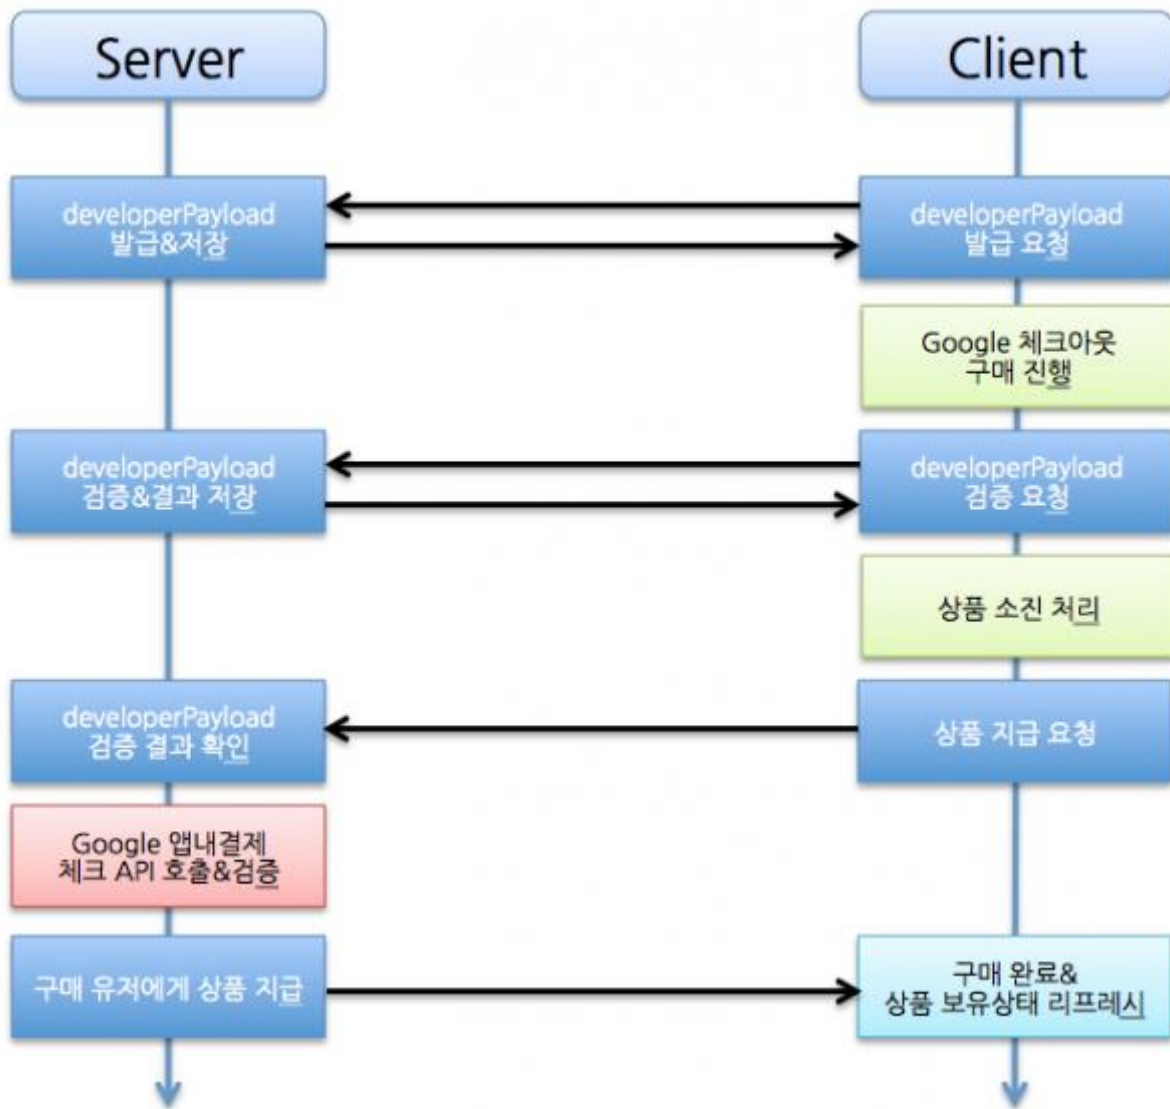 Server
Client
developerPayload
발급&저장
developerPayload
발급 요청
Google 체크아웃
구매 진행
developerPayload
검증&결과 저장
developerPayload
검증 요청
상품 소진 처리
developerPayload
검증 결과 확인
상품 지급 요청
Google 앱내결제
체크 API 호출&검증
구매 유저에게 상품 지급
구매 완료&
상품 보유상태 리프레시